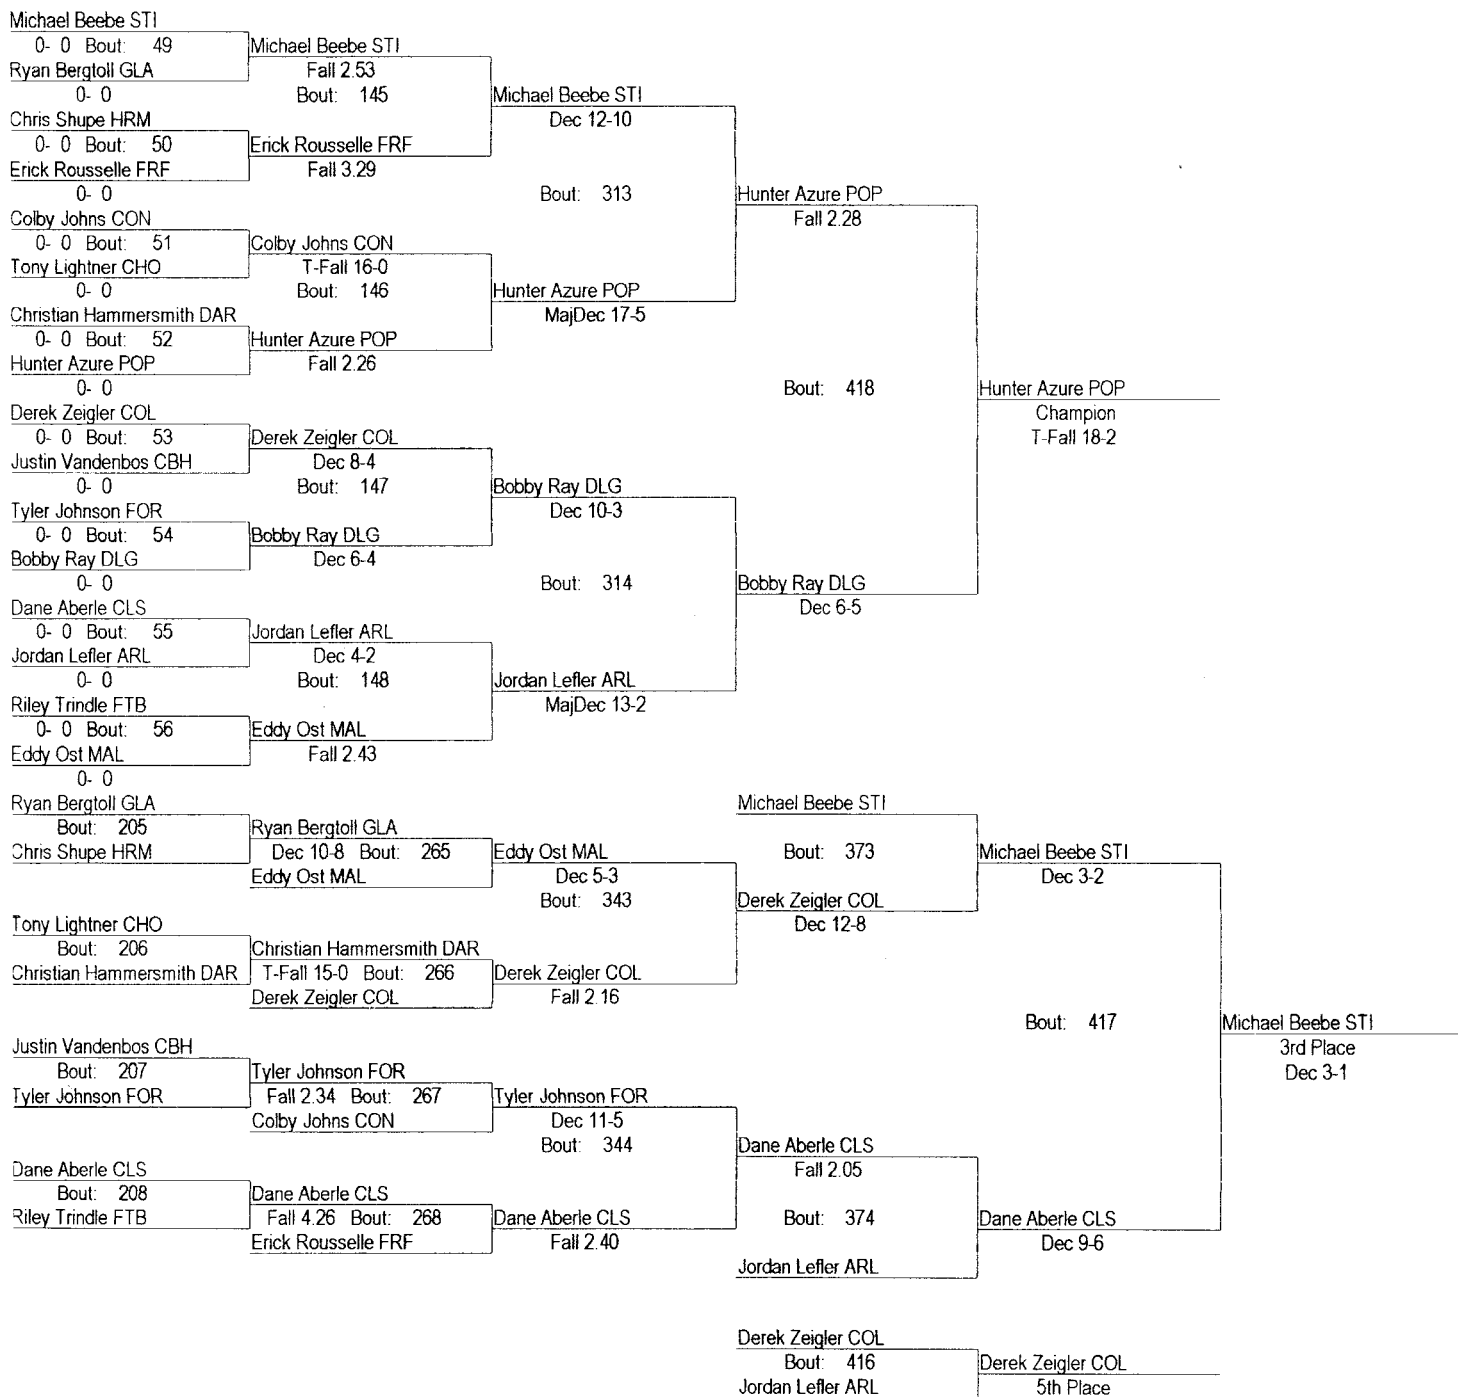 Michael Beebe STI
0- 0 Bout: 49
Michael Beebe STI
Ryan Bergtoll GLA
Fall 2.53
0- 0
Bout: 145
Michael Beebe STI
Chris Shupe HRM
Dec 12-10
0- 0 Bout: 50
Erick Rousselle FRF
Erick Rousselle FRF
Fall 3.29
0- 0
Bout: 313
Hunter Azure POP
Colby Johns CON
Fall 2.28
0- 0 Bout: 51
Colby Johns CON
Tony Lightner CHO
T-Fall 16-0
0- 0
Bout: 146
Hunter Azure POP
Christian Hammersmith DAR
MajDec 17-5
0- 0 Bout: 52
Hunter Azure POP
Hunter Azure POP
Fall 2.26
0- 0
Bout: 418
Hunter Azure POP
Derek Zeigler COL
Champion
0- 0 Bout: 53
Derek Zeigler COL
T-Fall 18-2
Justin Vandenbos CBH
Dec 8-4
0- 0
Bout: 147
Bobby Ray DLG
Tyler Johnson FOR
Dec 10-3
0- 0 Bout: 54
Bobby Ray DLG
Bobby Ray DLG
Dec 6-4
0- 0
Bout: 314
Bobby Ray DLG
Dane Aberle CLS
Dec 6-5
0- 0 Bout: 55
Jordan Lefler ARL
Jordan Lefler ARL
Dec 4-2
0- 0
Bout: 148
Jordan Lefler ARL
Riley Trindle FTB
MajDec 13-2
0- 0 Bout: 56
Eddy Ost MAL
Eddy Ost MAL
Fall 2.43
0- 0
Ryan Bergtoll GLA
Michael Beebe STI
Bout: 205
Ryan Bergtoll GLA
Chris Shupe HRM
Dec 10-8 Bout: 265
Eddy Ost MAL
Bout: 373
Michael Beebe STI
Eddy Ost MAL
Dec 5-3
Dec 3-2
Bout: 343
Derek Zeigler COL
Tony Lightner CHO
Dec 12-8
Bout: 206
Christian Hammersmith DAR
Christian Hammersmith DAR
T-Fall 15-0 Bout: 266
Derek Zeigler COL
Derek Zeigler COL
Fall 2.16
Bout: 417
Michael Beebe STI
Justin Vandenbos CBH
3rd Place
Bout: 207
Tyler Johnson FOR
Dec 3-1
Tyler Johnson FOR
Fall 2.34 Bout: 267
Tyler Johnson FOR
Colby Johns CON
Dec 11-5
Bout: 344
Dane Aberle CLS
Dane Aberle CLS
Fall 2.05
Bout: 208
Dane Aberle CLS
Riley Trindle FTB
Fall 4.26 Bout: 268
Dane Aberle CLS
Bout: 374
Dane Aberle CLS
Erick Rousselle FRF
Fall 2.40
Dec 9-6
Jordan Lefler ARL
Derek Zeigler COL
Bout: 416
Derek Zeigler COL
Jordan Lefler ARL
5th Place